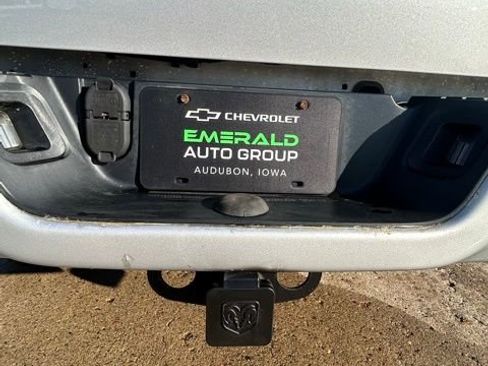 CHEVROLET
EMERALD
AUTO GROUP
AUDUBON, IOWA